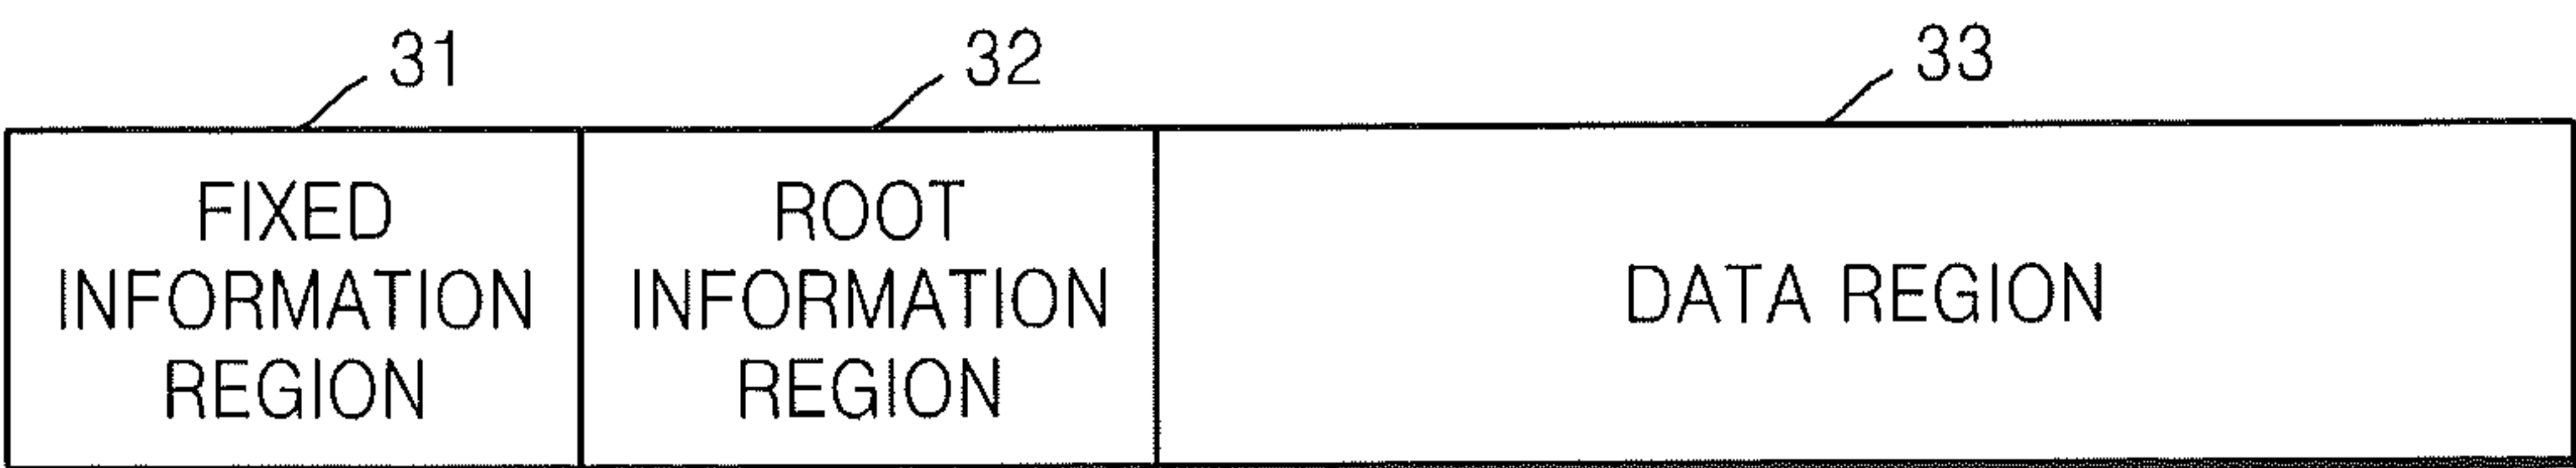 31
32
33
FIXED
INFORMATION
REGION
ROOT
INFORMATION
REGION
DATA REGION